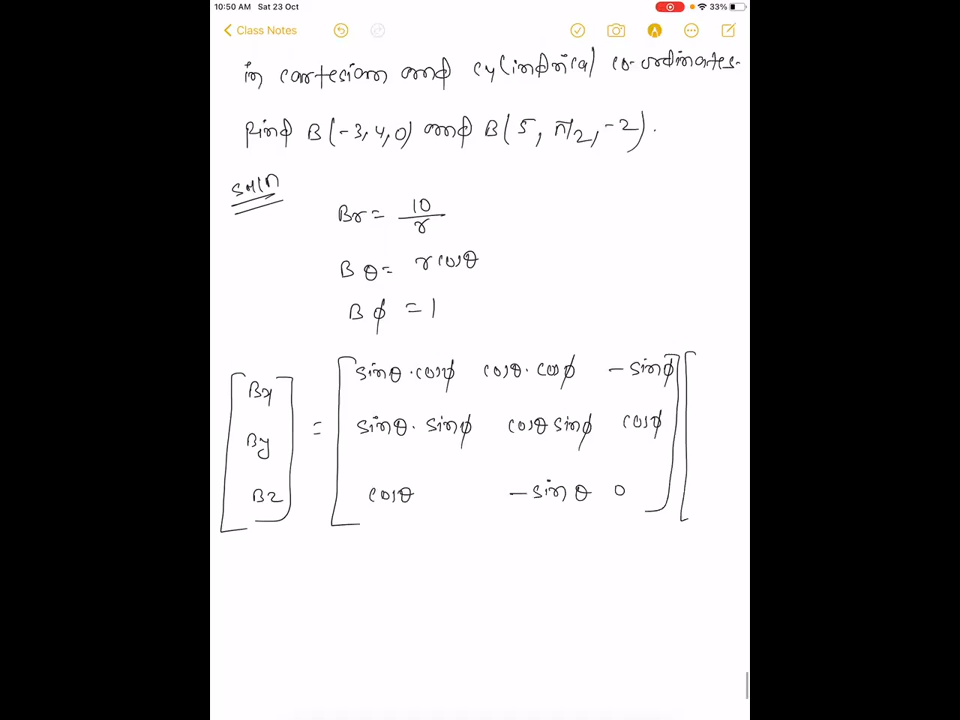 10:50 AM Sat 23 Oct 33%
Class Notes
in cartesian and cylindrical co-ordinates.
Find B(-3, 4, 0) and B(5, π/2, -2).
Soln
Br = 10/r
Bθ = r cosθ
Bφ = 1
[Bx] = [sinθ.cosφ cosθ.cosφ -sinφ] [
[By] [sinθ.sinφ cosθ sinφ cosφ]
[Bz] [cosθ -sinθ 0]